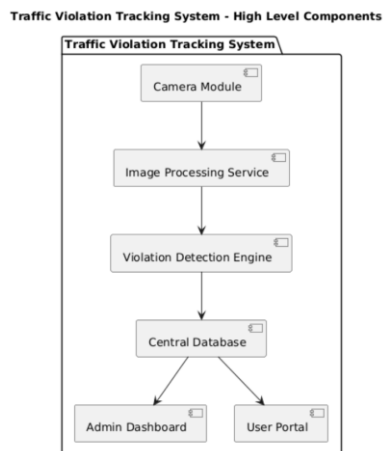 Traffic Violation Tracking System - High Level Components
Traffic Violation Tracking System
Camera Module
Image Processing Service
Violation Detection Engine
Central Database
Admin Dashboard
User Portal